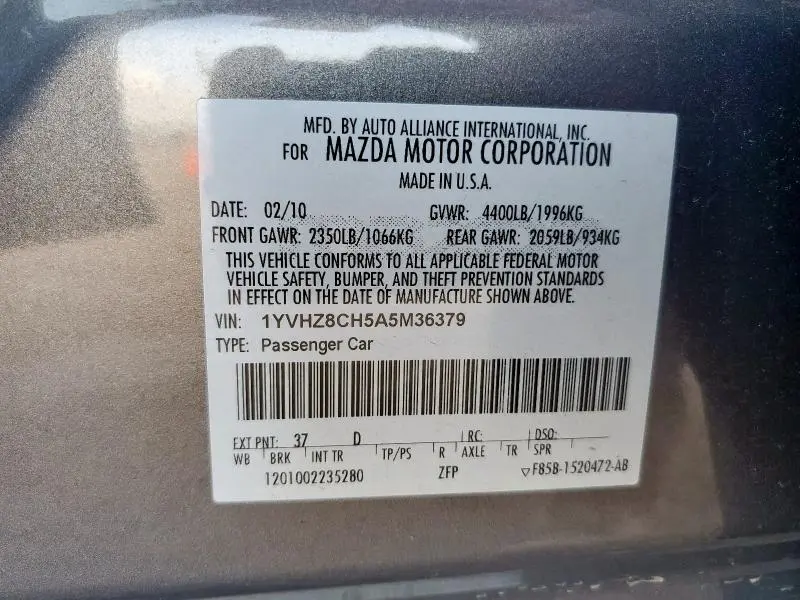 MFD. BY AUTO ALLIANCE INTERNATIONAL, INC.
FOR MAZDA MOTOR CORPORATION
MADE IN U.S.A.
DATE: 02/10 GVWR: 4400LB/1996KG
FRONT GAWR: 2350LB/1066KG REAR GAWR: 2059LB/934KG
THIS VEHICLE CONFORMS TO ALL APPLICABLE FEDERAL MOTOR
VEHICLE SAFETY, BUMPER, AND THEFT PREVENTION STANDARDS
IN EFFECT ON THE DATE OF MANUFACTURE SHOWN ABOVE.
VIN: 1YVHZ8CH5A5M36379
TYPE: Passenger Car
EXT PNT: 37 D RC: DSO:
WB BRK INT TR TP/PS R AXLE TR SPR
1201002235280 ZFP ▽F85B-1520472-AB